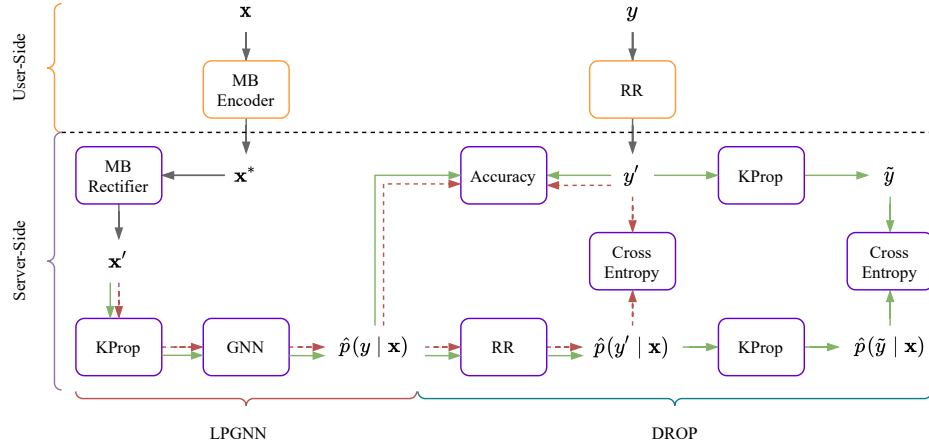 x
y
User-Side
MB
Encoder
RR
Server-Side
MB
Rectifier
x*
Accuracy
y′
KProp
ỹ
x′
Cross
Entropy
Cross
Entropy
KProp
GNN
p̂(y | x)
RR
p̂(y′ | x)
KProp
p̂(ỹ | x)
LPGNN
DROP